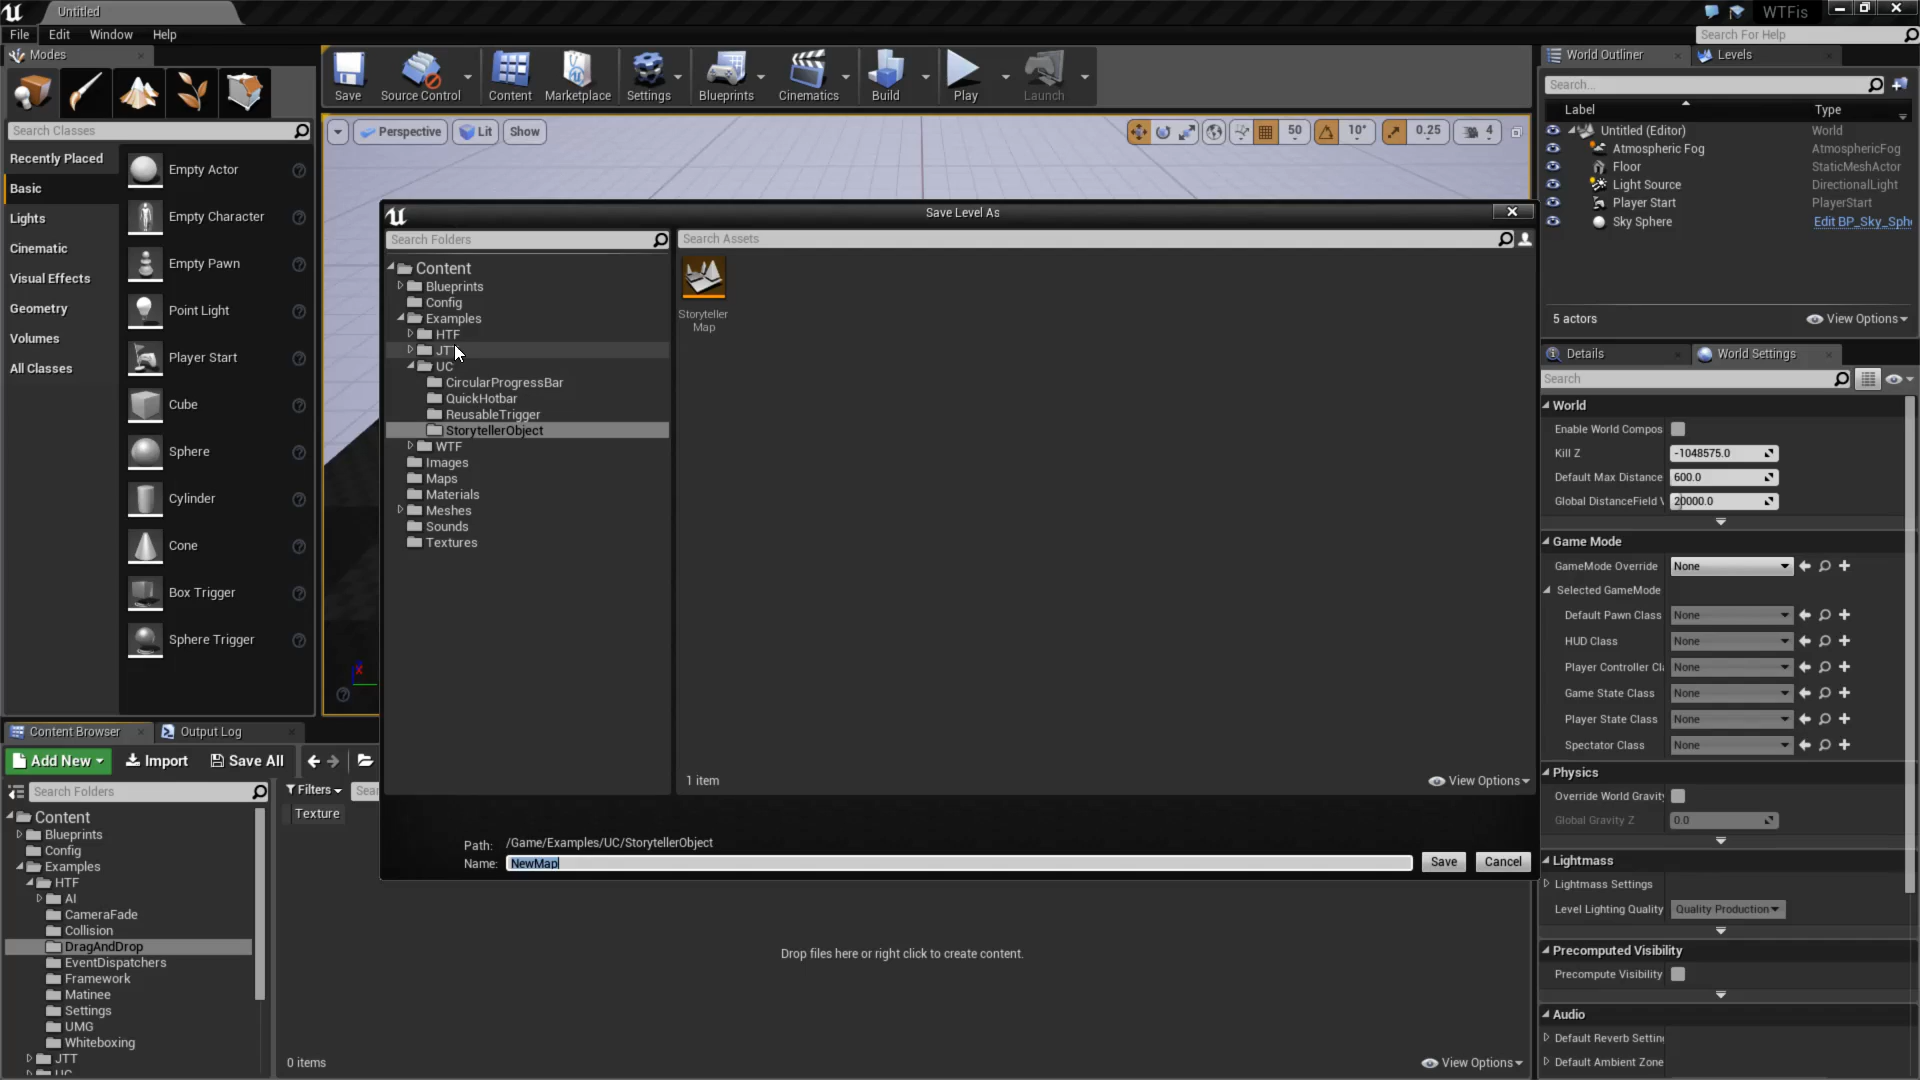 Untitled
WTFis
File Edit Window Help
Search For Help
Modes
Search Classes
Recently Placed
Basic
Lights
Cinematic
Visual Effects
Geometry
Volumes
All Classes
Empty Actor
Empty Character
Empty Pawn
Point Light
Player Start
Cube
Sphere
Cylinder
Cone
Box Trigger
Sphere Trigger
Save Source Control Content Marketplace Settings Blueprints Cinematics Build Play Launch
Perspective Lit Show
50 10° 0.25 4
X
Save Level As
Search Folders
Content
Blueprints
Config
Examples
HTF
JTT
UC
CircularProgressBar
QuickHotbar
ReusableTrigger
StorytellerObject
WTF
Images
Maps
Materials
Meshes
Sounds
Textures
Search Assets
Storyteller
Map
1 item
View Options
Path: /Game/Examples/UC/StorytellerObject
Name: NewMap
Save Cancel
World Outliner Levels
Search...
Label Type
Untitled (Editor) World
Atmospheric Fog AtmosphericFog
Floor StaticMeshActor
Light Source DirectionalLight
Player Start PlayerStart
Sky Sphere Edit BP_Sky_Sph
5 actors View Options
Details World Settings
Search
World
Enable World Compos
Kill Z -1048575.0
Default Max Distance 600.0
Global DistanceField V 20000.0
Game Mode
GameMode Override None
Selected GameMode
Default Pawn Class None
HUD Class None
Player Controller Cl None
Game State Class None
Player State Class None
Spectator Class None
Physics
Override World Gravity
Global Gravity Z 0.0
Lightmass
Lightmass Settings
Level Lighting Quality Quality Production
Precomputed Visibility
Precompute Visibility
Audio
Default Reverb Settin
Default Ambient Zone
Content Browser Output Log
Add New Import Save All
Search Folders
Filters Sear
Texture
Content
Blueprints
Config
Examples
HTF
AI
CameraFade
Collision
DragAndDrop
EventDispatchers
Framework
Matinee
Settings
UMG
Whiteboxing
JTT
UC
Drop files here or right click to create content.
0 items
View Options